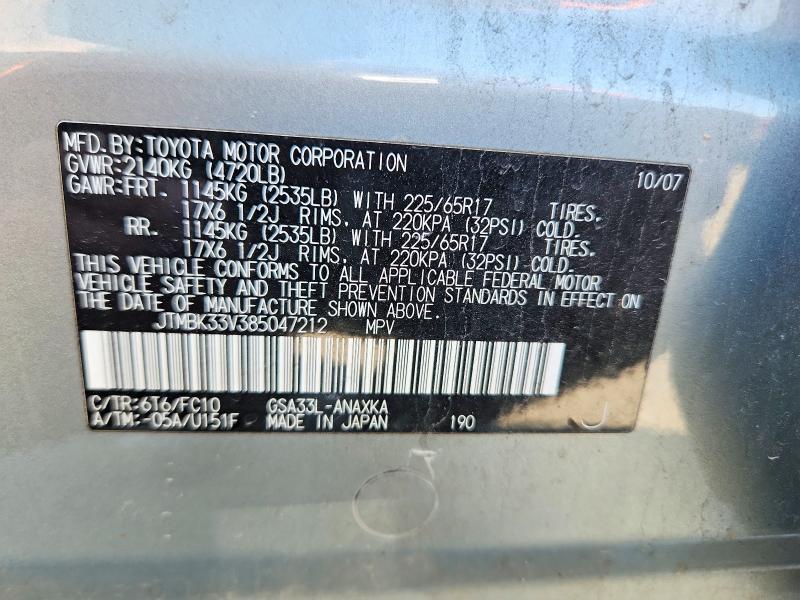 MFD. BY: TOYOTA MOTOR CORPORATION 10/07
GVWR: 2140KG (4720LB)
GAWR: FRT. 1145KG (2535LB) WITH 225/65R17 TIRES.
17X6 1/2J RIMS. AT 220KPA (32PSI) COLD.
RR. 1145KG (2535LB) WITH 225/65R17 TIRES.
17X6 1/2J RIMS. AT 220KPA (32PSI) COLD.
THIS VEHICLE CONFORMS TO ALL APPLICABLE FEDERAL MOTOR
VEHICLE SAFETY AND THEFT PREVENTION STANDARDS IN EFFECT ON
THE DATE OF MANUFACTURE SHOWN ABOVE.
JTMBK33V385047212 MPV
C/TR: 6T6/FC10 GSA33L-ANAXKA
A/TM: -05A/U151F MADE IN JAPAN 190 J